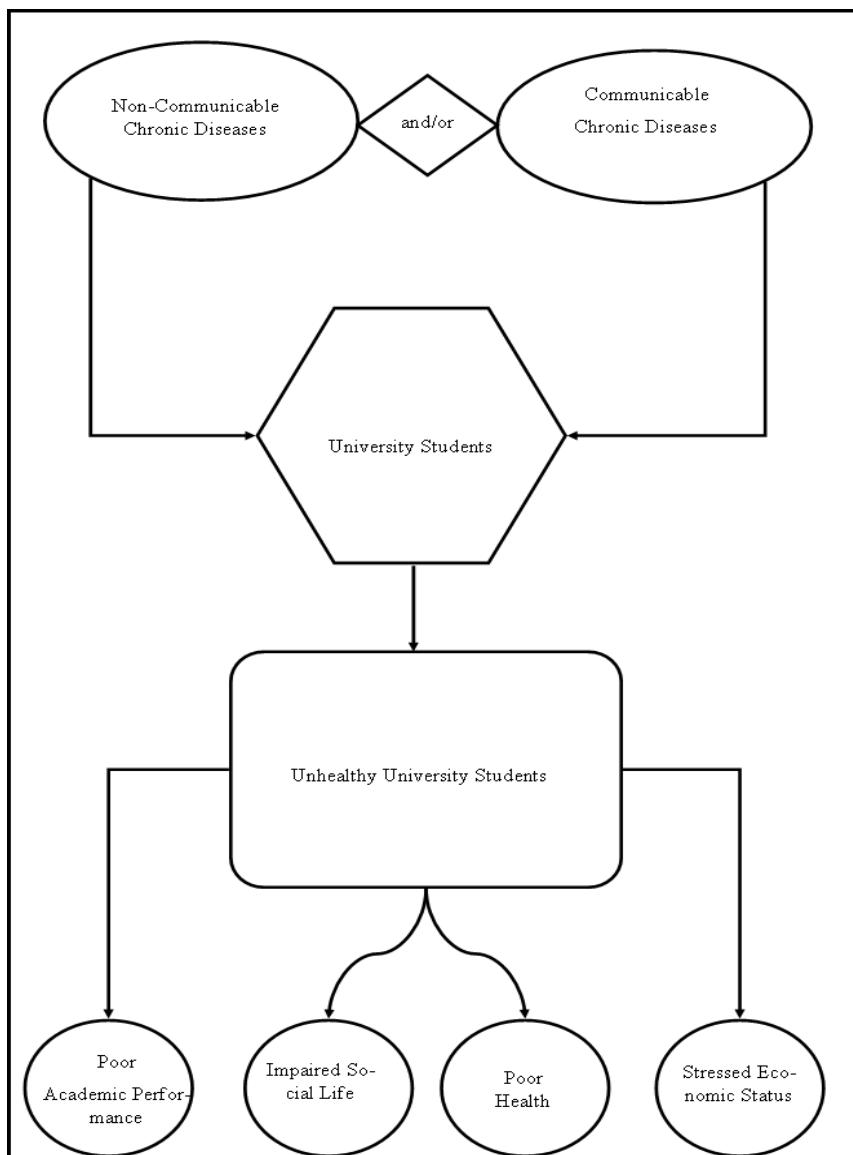 Non-Communicable
Chronic Diseases
and/or
Communicable
Chronic Diseases
University Students
Unhealthy University Students
Poor
Academic Perfor-
mance
Impaired So-
cial Life
Poor
Health
Stressed Eco-
nomic Status